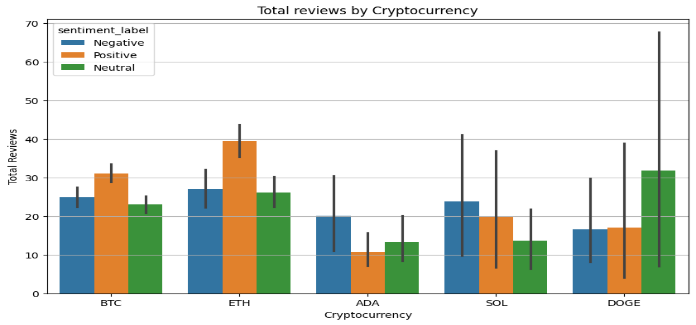 Total reviews by Cryptocurrency
sentiment_label
Negative
Positive
Neutral
Total Reviews
70
60
50
40
30
20
10
0
BTC ETH ADA SOL DOGE
Cryptocurrency